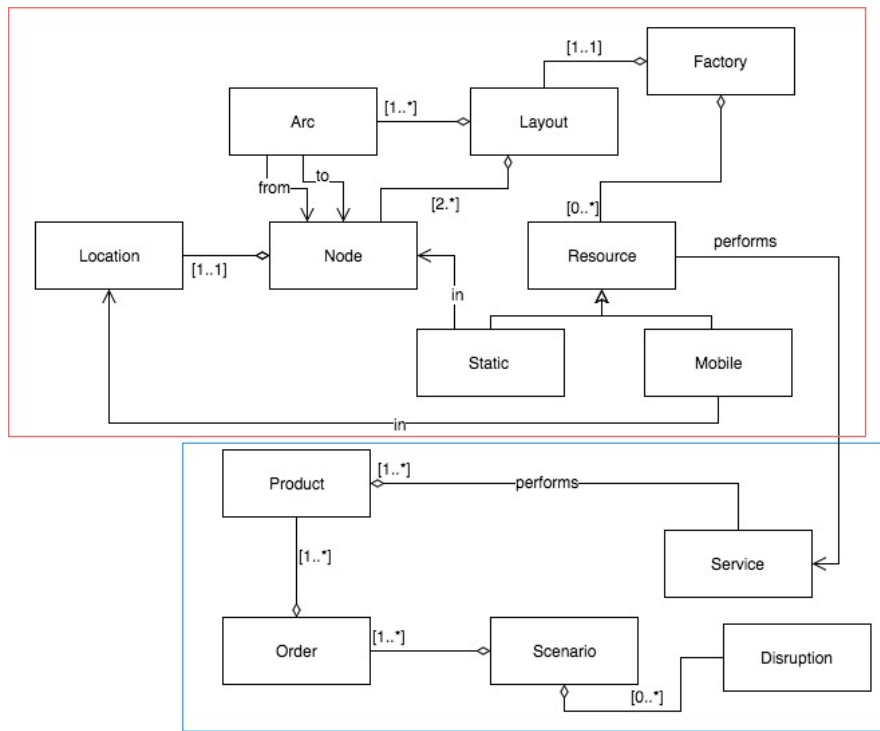 [1..1]
Factory
Arc
[1..*]
Layout
from
to
[2.*]
[0..*]
performs
Location
[1..1]
Node
Resource
in
Static
Mobile
in
Product
[1..*]
performs
[1..*]
Service
Order
[1..*]
Scenario
Disruption
[0..*]